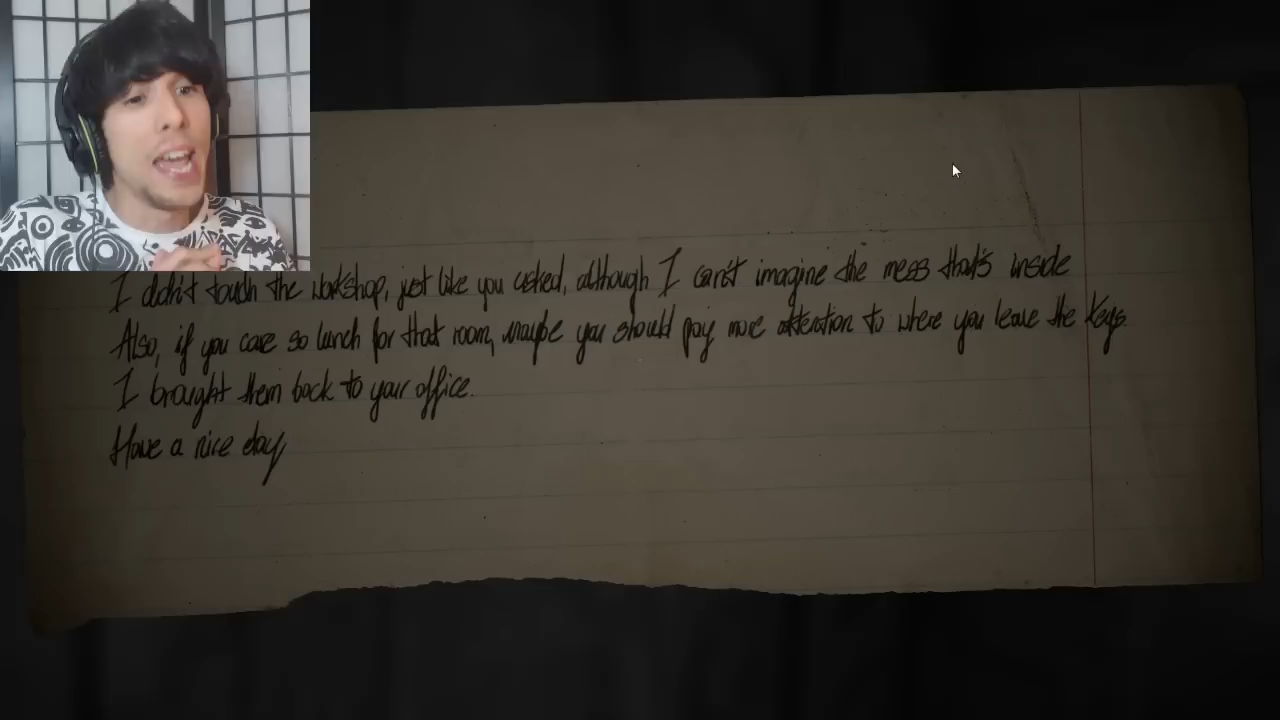 I didn't touch the workshop, just like you asked, although I can't imagine the mess that's inside
Also, if you care so much for that room, maybe you should pay more attention to where you leave the keys.
I brought them back to your office.
Have a nice day